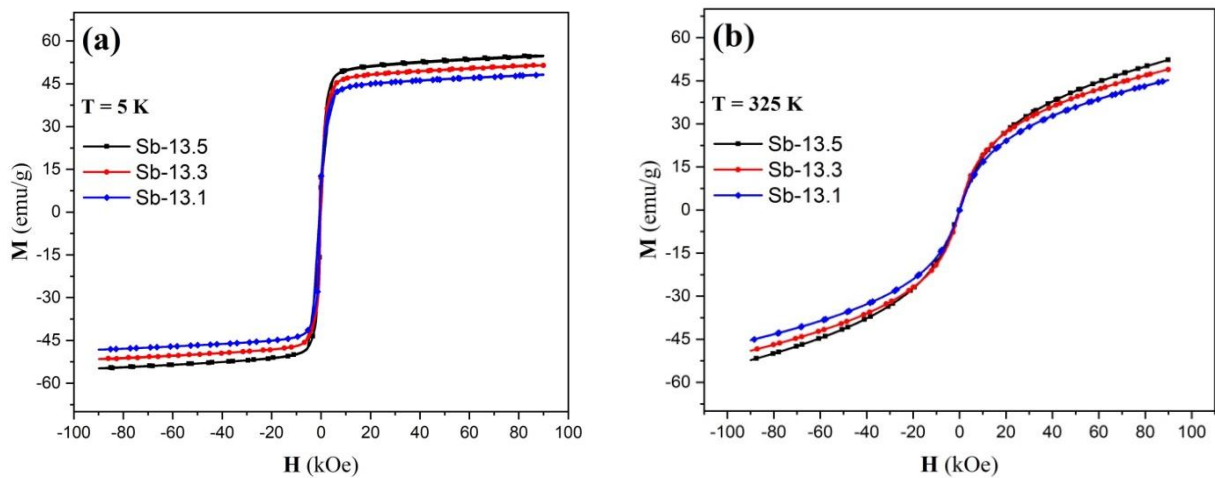 (a)
T = 5 K
Sb-13.5
Sb-13.3
Sb-13.1
60
45
30
15
0
-15
-30
-45
-60
M (emu/g)
-100 -80 -60 -40 -20 0 20 40 60 80 100
H (kOe)
(b)
T = 325 K
Sb-13.5
Sb-13.3
Sb-13.1
60
45
30
15
0
-15
-30
-45
-60
M (emu/g)
-100 -80 -60 -40 -20 0 20 40 60 80 100
H (kOe)